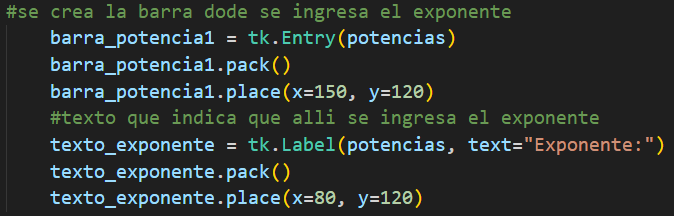 #se crea la barra dode se ingresa el exponente
barra_potencia1 = tk.Entry(potencias)
barra_potencia1.pack()
barra_potencia1.place(x=150, y=120)
#texto que indica que alli se ingresa el exponente
texto_exponente = tk.Label(potencias, text="Exponente:")
texto_exponente.pack()
texto_exponente.place(x=80, y=120)